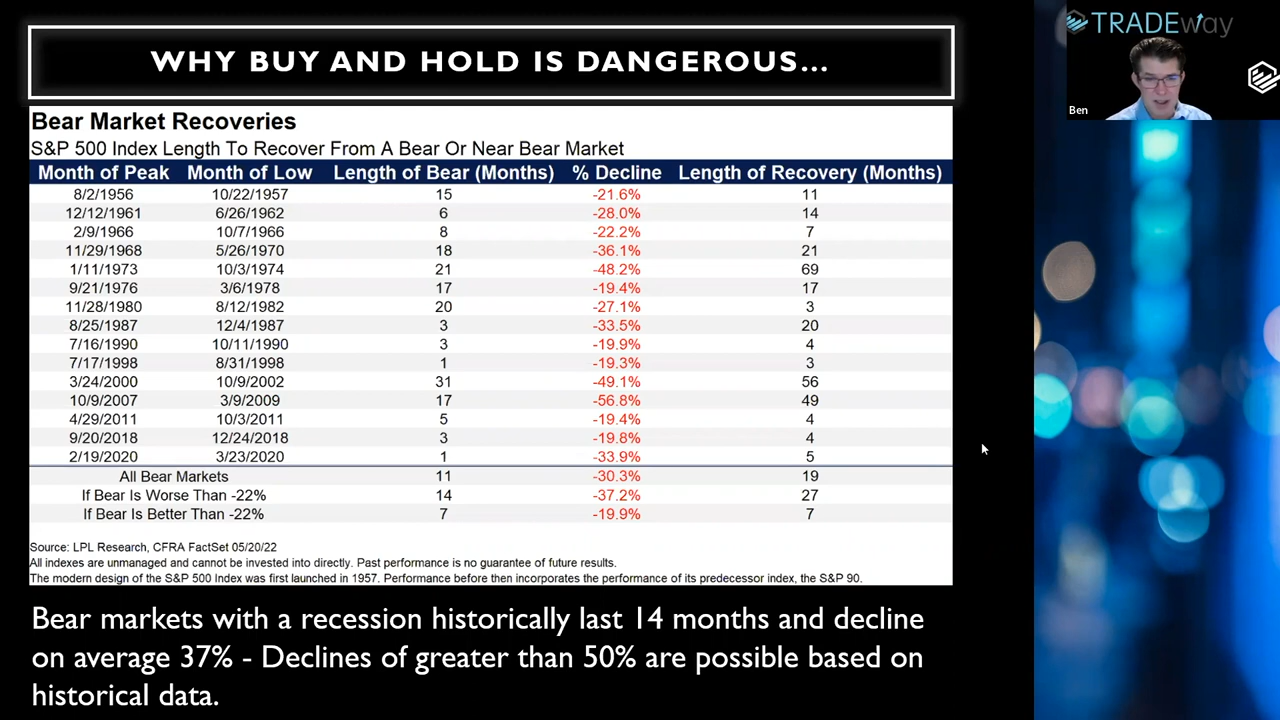 WHY BUY AND HOLD IS DANGEROUS...
TRADEway
Ben
Bear Market Recoveries
S&P 500 Index Length To Recover From A Bear Or Near Bear Market
Month of Peak Month of Low Length of Bear (Months) % Decline Length of Recovery (Months)
8/2/1956 10/22/1957 15 -21.6% 11
12/12/1961 6/26/1962 6 -28.0% 14
2/9/1966 10/7/1966 8 -22.2% 7
11/29/1968 5/26/1970 18 -36.1% 21
1/11/1973 10/3/1974 21 -48.2% 69
9/21/1976 3/6/1978 17 -19.4% 17
11/28/1980 8/12/1982 20 -27.1% 3
8/25/1987 12/4/1987 3 -33.5% 20
7/16/1990 10/11/1990 3 -19.9% 4
7/17/1998 8/31/1998 1 -19.3% 3
3/24/2000 10/9/2002 31 -49.1% 56
10/9/2007 3/9/2009 17 -56.8% 49
4/29/2011 10/3/2011 5 -19.4% 4
9/20/2018 12/24/2018 3 -19.8% 4
2/19/2020 3/23/2020 1 -33.9% 5
All Bear Markets 11 -30.3% 19
If Bear Is Worse Than -22% 14 -37.2% 27
If Bear Is Better Than -22% 7 -19.9% 7
Source: LPL Research, CFRA FactSet 05/20/22
All indexes are unmanaged and cannot be invested into directly. Past performance is no guarantee of future results.
The modern design of the S&P 500 Index was first launched in 1957. Performance before then incorporates the performance of its predecessor index, the S&P 90.
Bear markets with a recession historically last 14 months and decline
on average 37% - Declines of greater than 50% are possible based on
historical data.